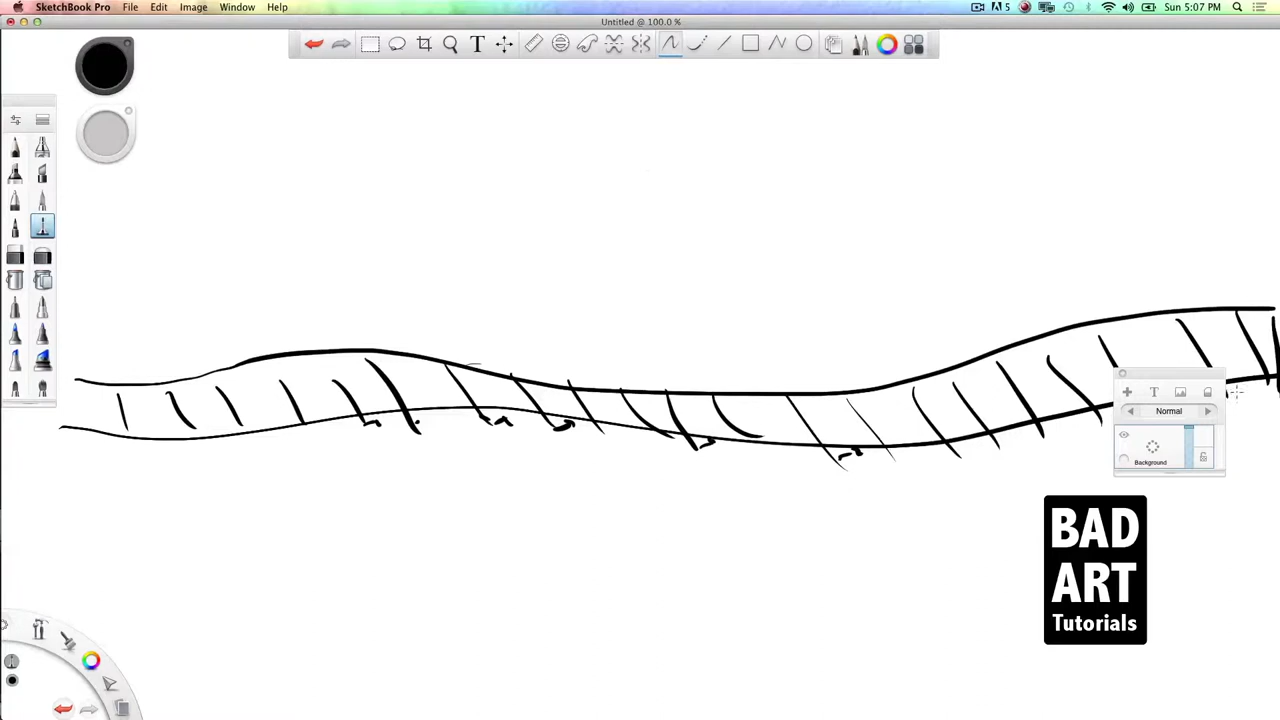 SketchBook Pro File Edit Image Window Help 5 Sun 5:07 PM
Untitled @ 100.0 %
T
T
Normal
Background
BAD
ART
Tutorials